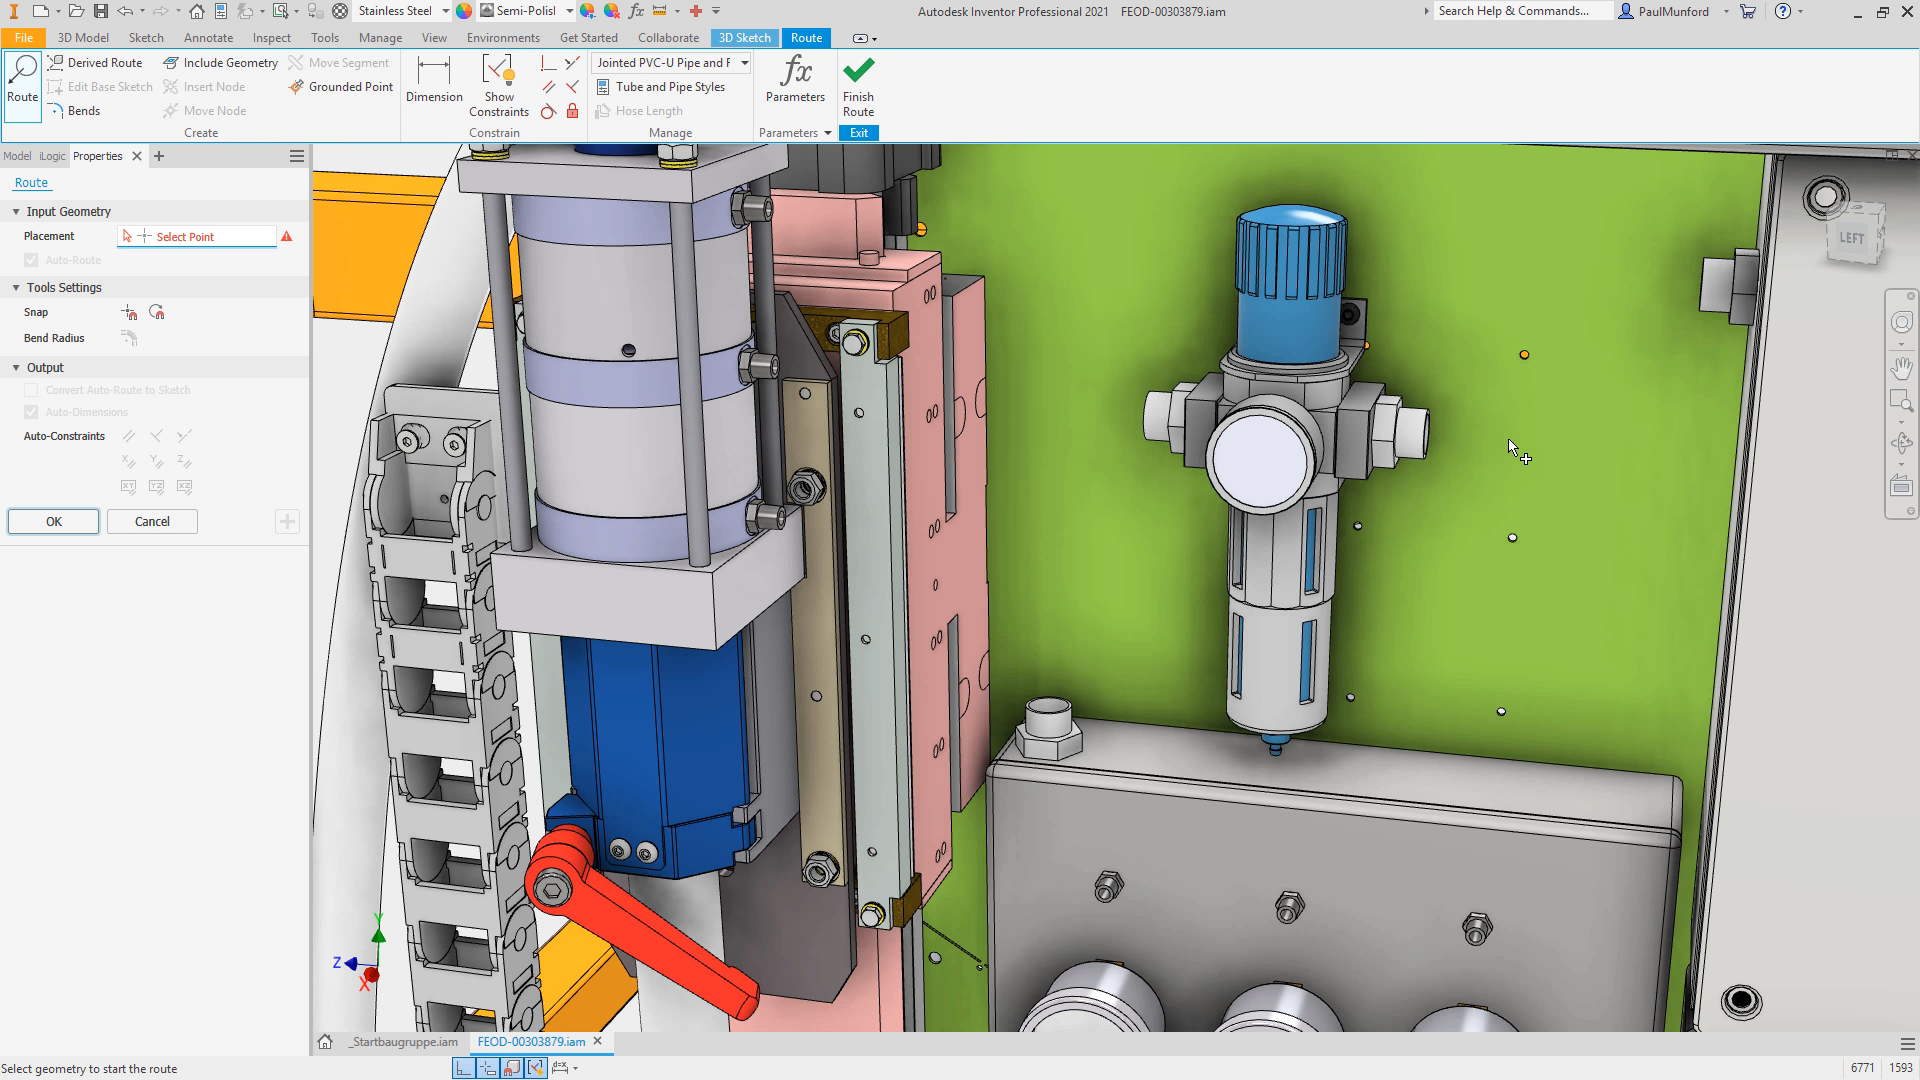 Stainless Steel
Semi-Polis
Autodesk Inventor Professional 2021 FEOD-00303879.iam
Search Help & Commands...
PaulMunford
File 3D Model Sketch Annotate Inspect Tools Manage View Environments Get Started Collaborate 3D Sketch Route
Route
Derived Route
Edit Base Sketch
Bends
Include Geometry
Insert Node
Move Node
Move Segment
Grounded Point
Create
Dimension
Show
Constraints
Constrain
Jointed PVC-U Pipe and F
Tube and Pipe Styles
Hose Length
Manage
fx
Parameters
Parameters
Finish
Route
Exit
Model iLogic Properties
Route
Input Geometry
Placement Select Point
Auto-Route
Tools Settings
Snap
Bend Radius
Output
Convert Auto-Route to Sketch
Auto-Dimensions
Auto-Constraints
OK Cancel
LEFT
Y
Z
X
_Startbaugruppe.iam
FEOD-00303879.iam
Select geometry to start the route
6771 1593